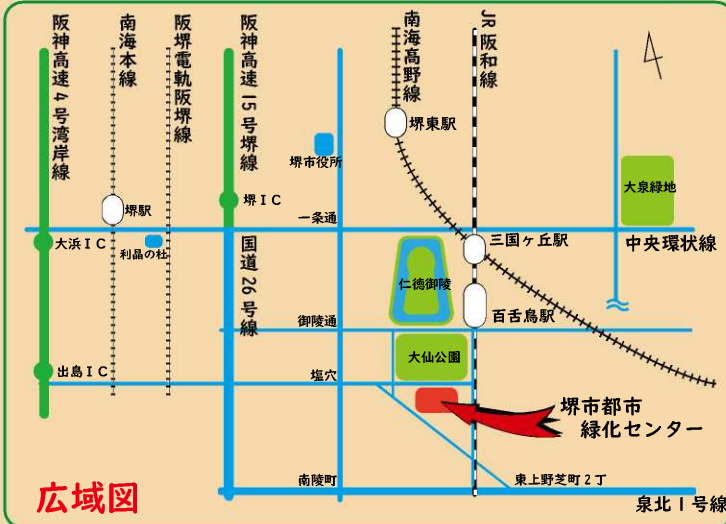 阪神高速4号湾岸線
南海本線
阪堺電軌阪堺線
阪神高速15号堺線
南海高野線
JR阪和線
堺東駅
堺市役所
大泉緑地
堺IC
堺駅
一条通
大浜IC
利晶の杜
国道26号線
三国ヶ丘駅
中央環状線
仁徳御陵
百舌鳥駅
御陵通
大仙公園
出島IC
塩穴
堺市都市
緑化センター
南陵町
東上野芝町2丁
広域図
泉北1号線